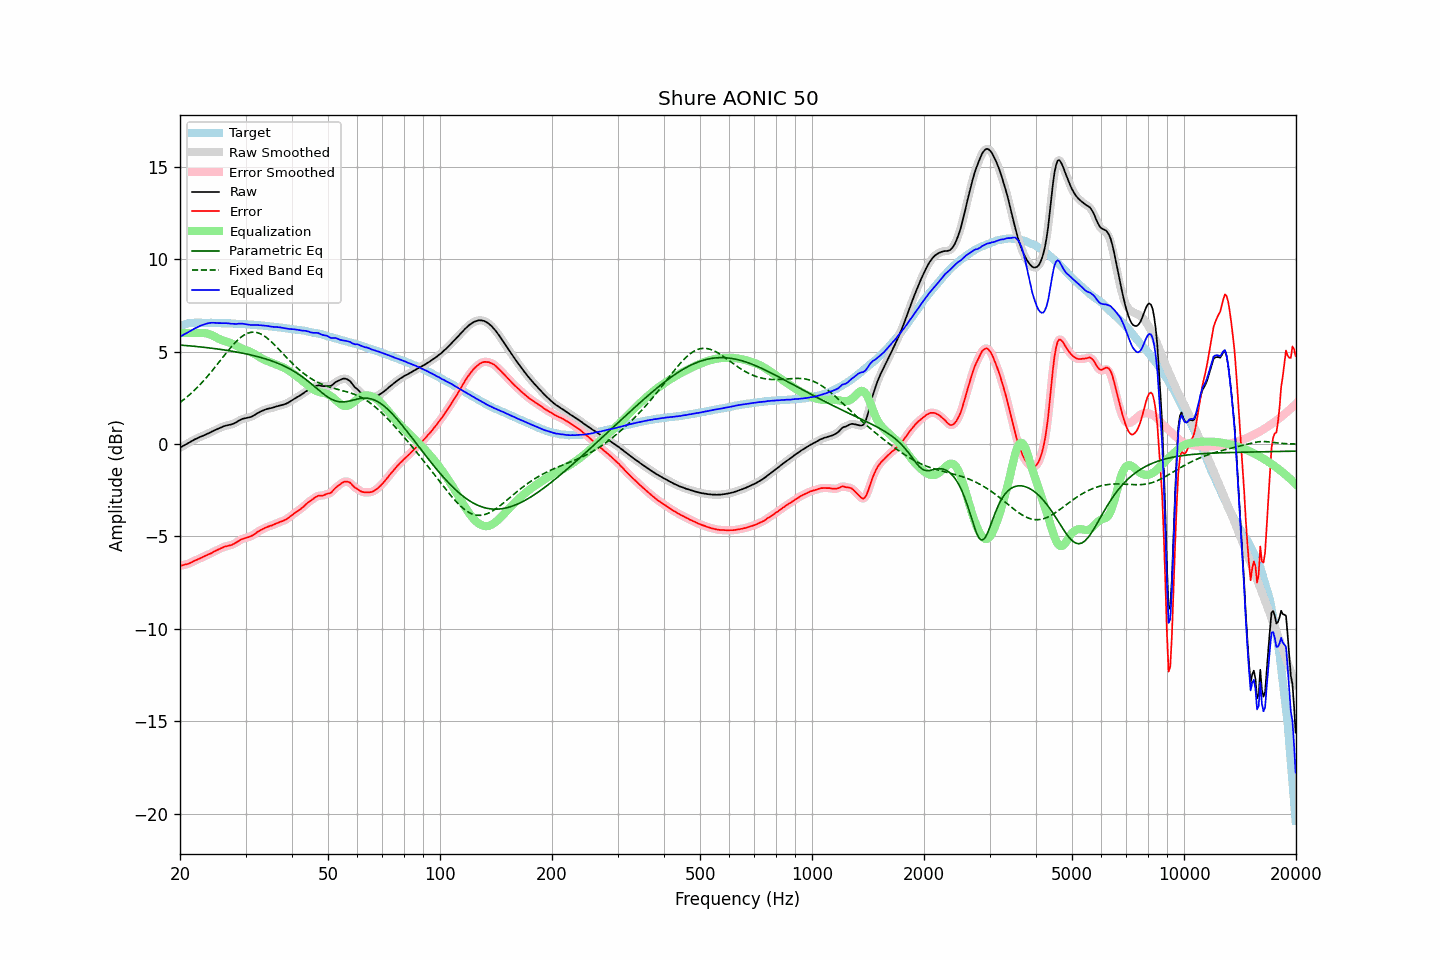 Shure AONIC 50
Target
Raw Smoothed
Error Smoothed
Raw
Error
Equalization
Parametric Eq
Fixed Band Eq
Equalized
15
10
5
0
−5
−10
−15
−20
Amplitude (dBr)
20 50 100 200 500 1000 2000 5000 10000 20000
Frequency (Hz)